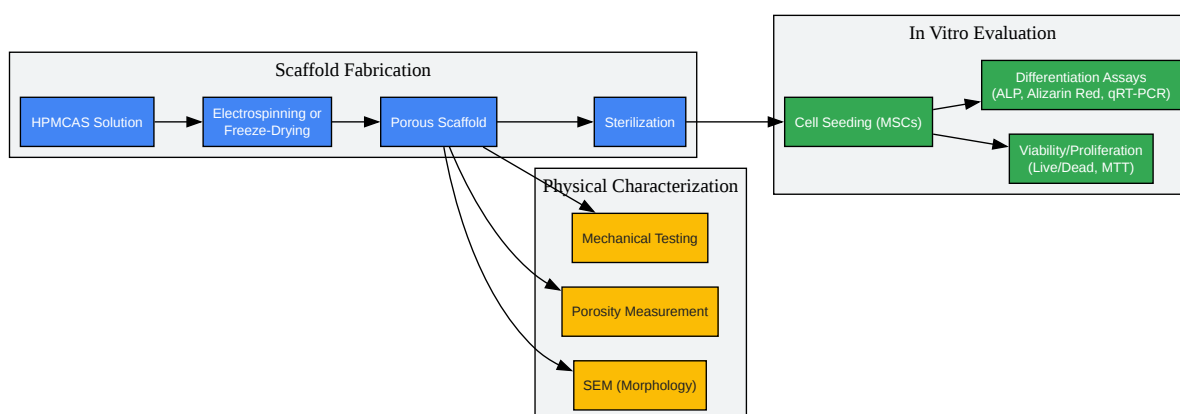 Scaffold Fabrication
HPMCAS Solution
Electrospinning or
Freeze-Drying
Porous Scaffold
Sterilization
Physical Characterization
Mechanical Testing
Porosity Measurement
SEM (Morphology)
In Vitro Evaluation
Cell Seeding (MSCs)
Differentiation Assays
(ALP, Alizarin Red, qRT-PCR)
Viability/Proliferation
(Live/Dead, MTT)